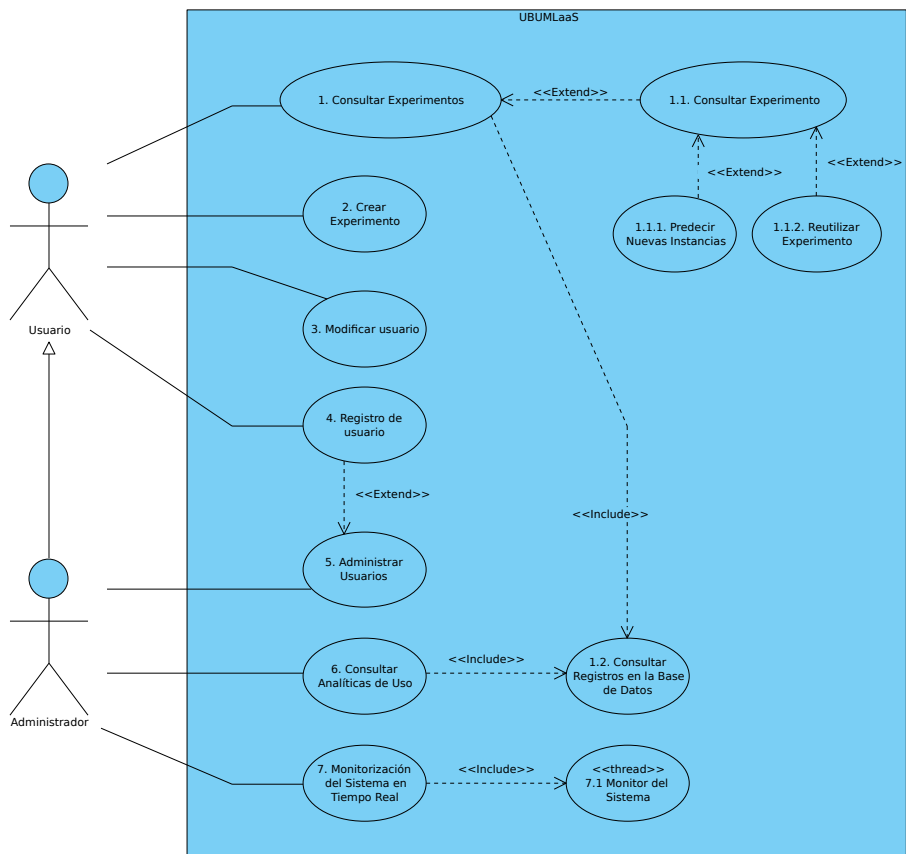 UBUMLaaS
1. Consultar Experimentos
<<Extend>>
1.1. Consultar Experimento
<<Extend>>
<<Extend>>
2. Crear
Experimento
1.1.1. Predecir
Nuevas Instancias
1.1.2. Reutilizar
Experimento
Usuario
3. Modificar usuario
4. Registro de
usuario
<<Extend>>
<<Include>>
5. Administrar
Usuarios
6. Consultar
Analíticas de Uso
<<Include>>
1.2. Consultar
Registros en la Base
de Datos
Administrador
7. Monitorización
del Sistema en
Tiempo Real
<<Include>>
<<thread>>
7.1 Monitor del
Sistema